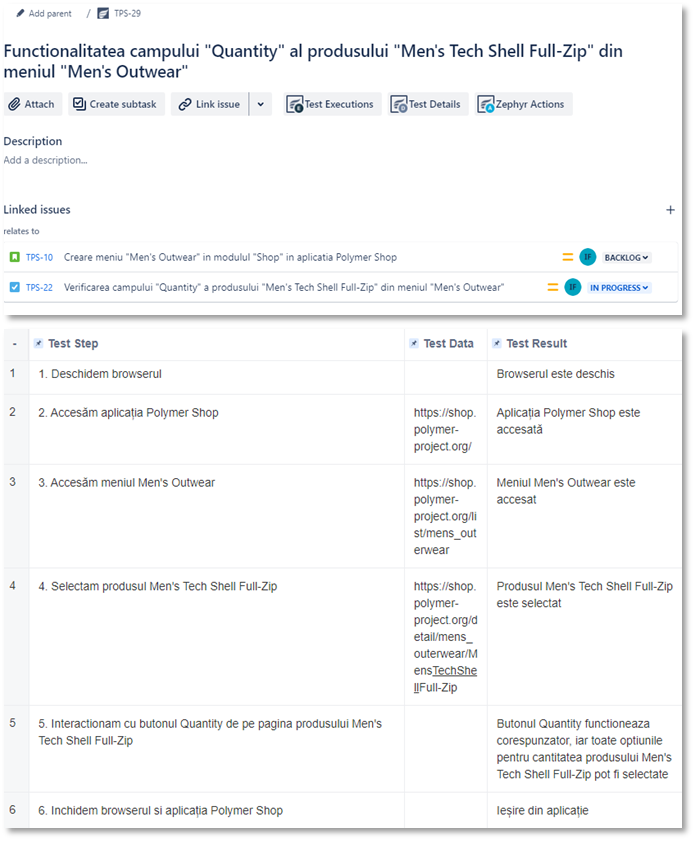 Add parent / TPS-29
Functionalitatea campului "Quantity" al produsului "Men's Tech Shell Full-Zip" din
meniul "Men's Outwear"
Attach Create subtask Link issue Test Executions Test Details Zephyr Actions
Description
Add a description...
Linked issues
relates to
TPS-10 Creare meniu "Men's Outwear" in modulul "Shop" in aplicatia Polymer Shop IF BACKLOG
TPS-22 Verificarea campului "Quantity" a produsului "Men's Tech Shell Full-Zip" din meniul "Men's Outwear" IF IN PROGRESS
- Test Step Test Data Test Result
1 1. Deschidem browserul Browserul este deschis
2 2. Accesăm aplicația Polymer Shop https://shop. Aplicația Polymer Shop este
polymer- accesată
project.org/
3 3. Accesăm meniul Men's Outwear https://shop. Meniul Men's Outwear este
polymer- accesat
project.org/li
st/mens_out
erwear
4 4. Selectam produsul Men's Tech Shell Full-Zip https://shop. Produsul Men's Tech Shell Full-Zip
polymer- este selectat
project.org/d
etail/mens_
outerwear/M
ensTechShe
llFull-Zip
5 5. Interactionam cu butonul Quantity de pe pagina produsului Men's Butonul Quantity functioneaza
Tech Shell Full-Zip corespunzator, iar toate optiunile
pentru cantitatea produsului Men's
Tech Shell Full-Zip pot fi selectate
6 6. Inchidem browserul si aplicația Polymer Shop Ieșire din aplicație